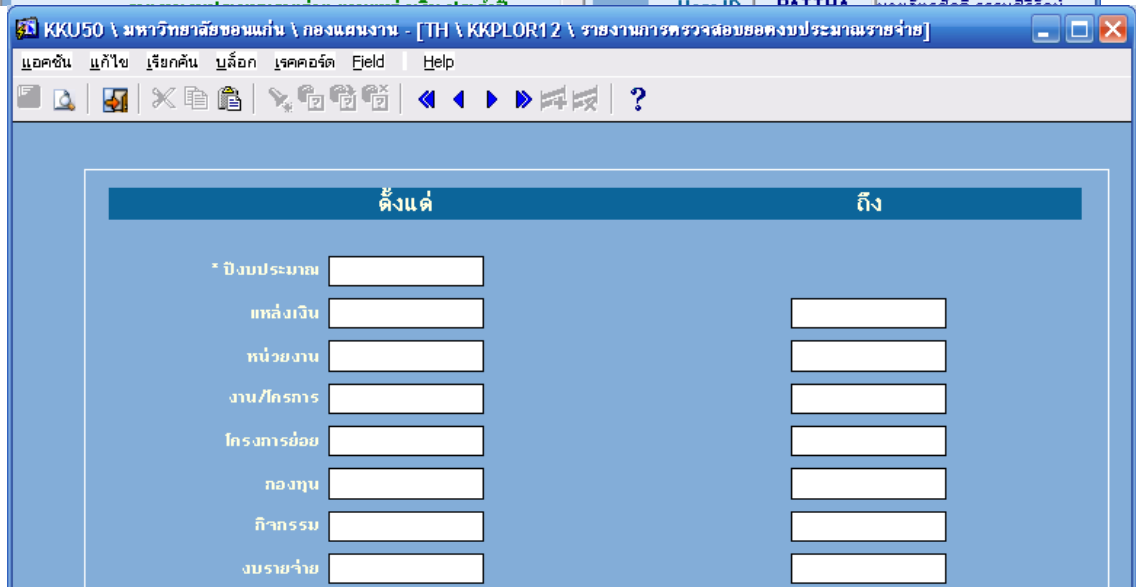 KKU50 \ มหาวิทยาลัยขอนแก่น \ กองแผนงาน - [TH \ KKPLOR12 \ รายงานการตรวจสอบยอดงบประมาณรายจ่าย]
แอคชัน แก้ไข เรียกค้น บล็อก เรคคอร์ด Field Help
ตั้งแต่ ถึง
* ปีงบประมาณ
แหล่งเงิน
หน่วยงาน
งาน/โครการ
โครงการย่อย
กองทุน
กิจกรรม
งบรายจ่าย